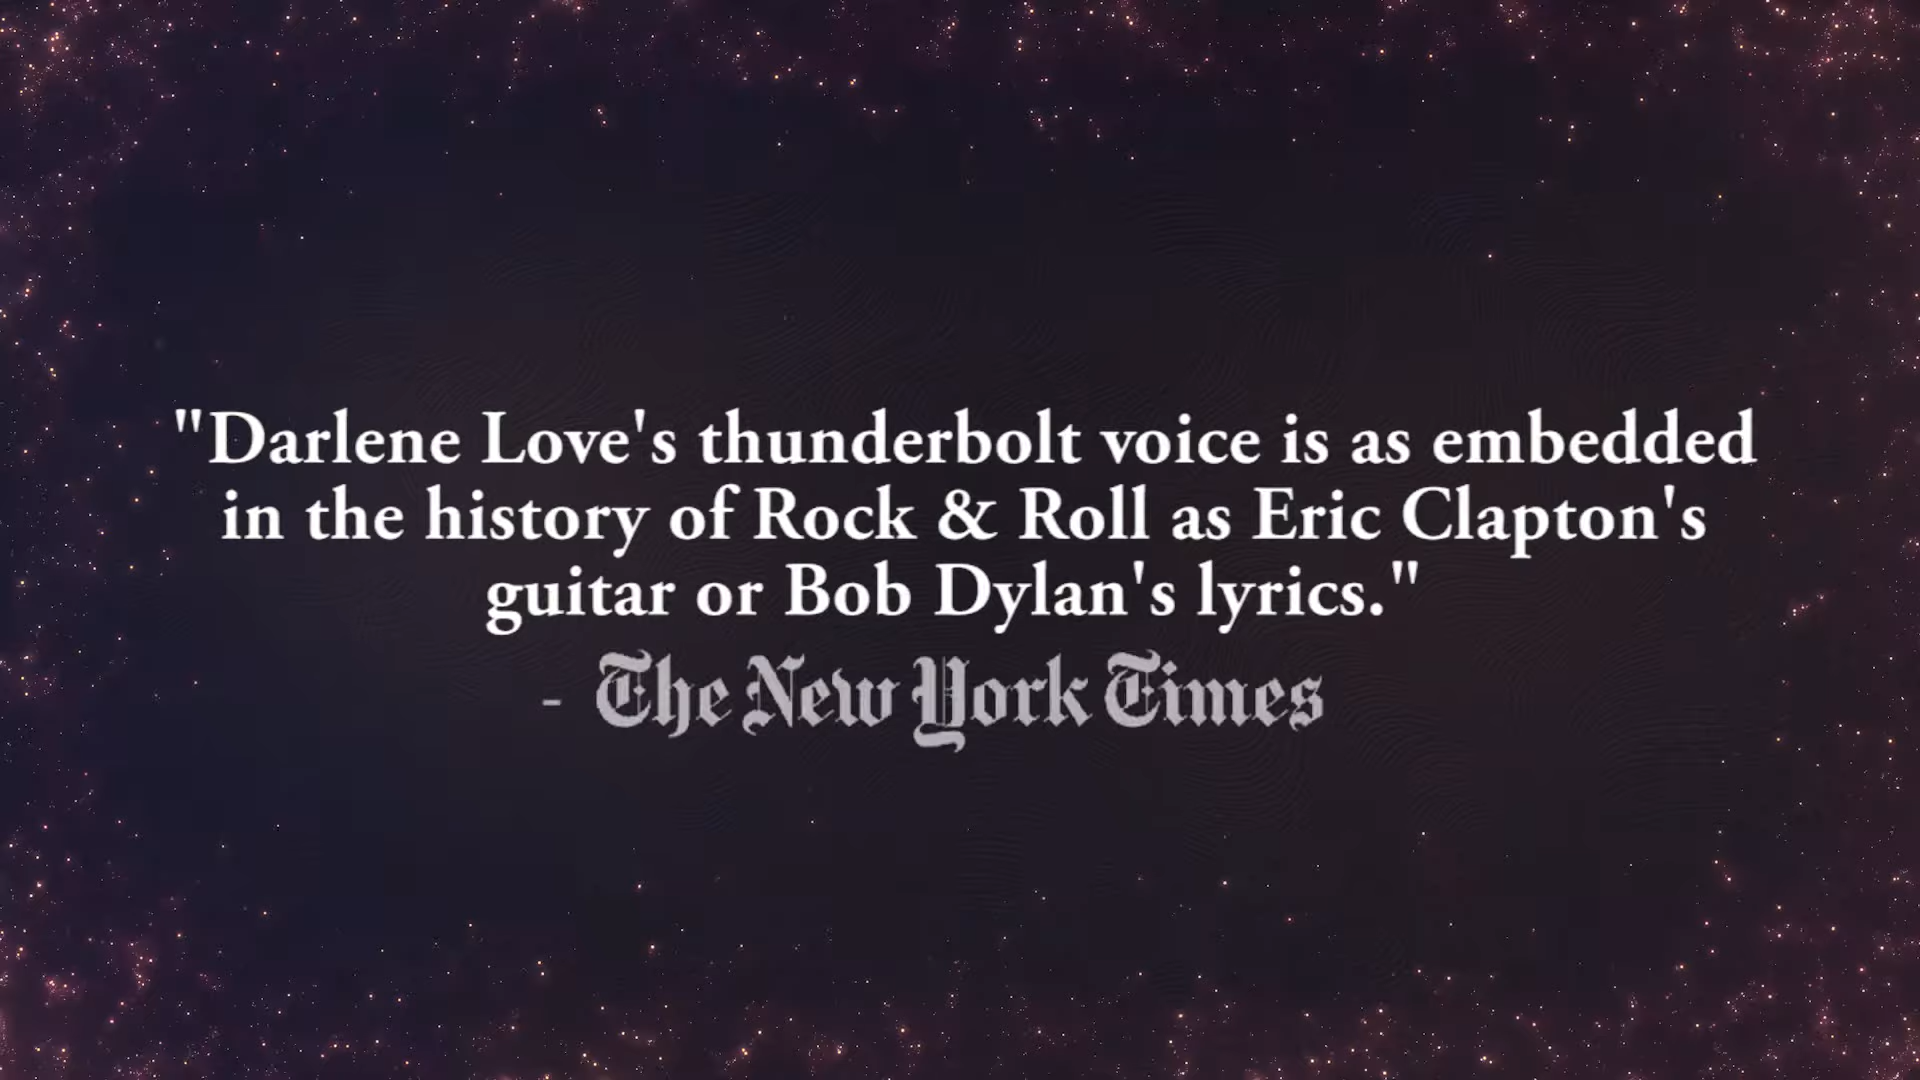 "Darlene Love's thunderbolt voice is as embedded
in the history of Rock & Roll as Eric Clapton's
guitar or Bob Dylan's lyrics."
- The New York Times